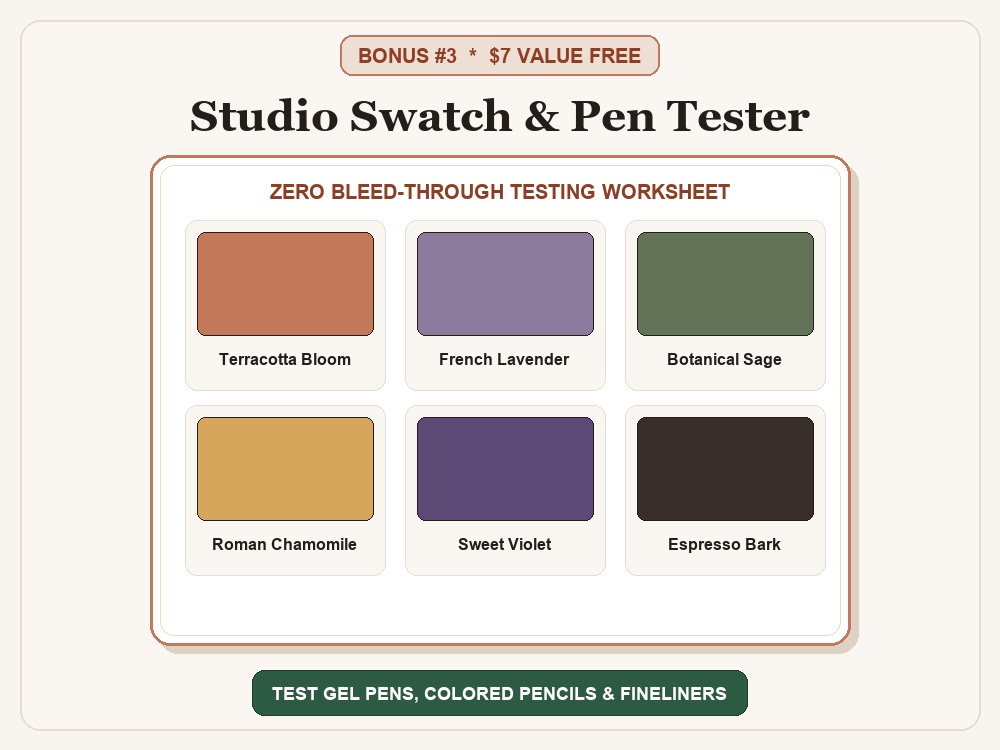 BONUS #3 * $7 VALUE FREE
Studio Swatch & Pen Tester
ZERO BLEED-THROUGH TESTING WORKSHEET
Terracotta Bloom
French Lavender
Botanical Sage
Roman Chamomile
Sweet Violet
Espresso Bark
TEST GEL PENS, COLORED PENCILS & FINELINERS